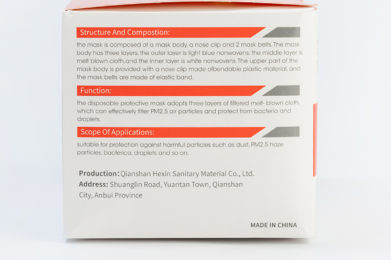 Structure And Compostion:
the mask is composed of a mask body, a nose clip and 2 mask belts. The mask
body has three layers, the outer layer is light blue nonwovens, the middle layer is
melt blown cloth,and the inner layer is white nonwovens. The upper part of the
mask body is provided with a nose clip made ofbendable plastic material, and
the mask belts are made of elastic band.
Function:
the disposable protective mask adopts three layers of filtered melt- blown cloth,
which can effectively filter PM2.5 air particles and protect from bacteria and
droplets.
Scope Of Applications:
suitable for protection against harmful particles such as dust, PM2.5 haze
particles, bacterica, droplets and so on.
Production: Qianshan Hexin Sanitary Material Co., Ltd.
Address: Shuanglin Road, Yuantan Town, Qianshan
City, Anbui Province
MADE IN CHINA